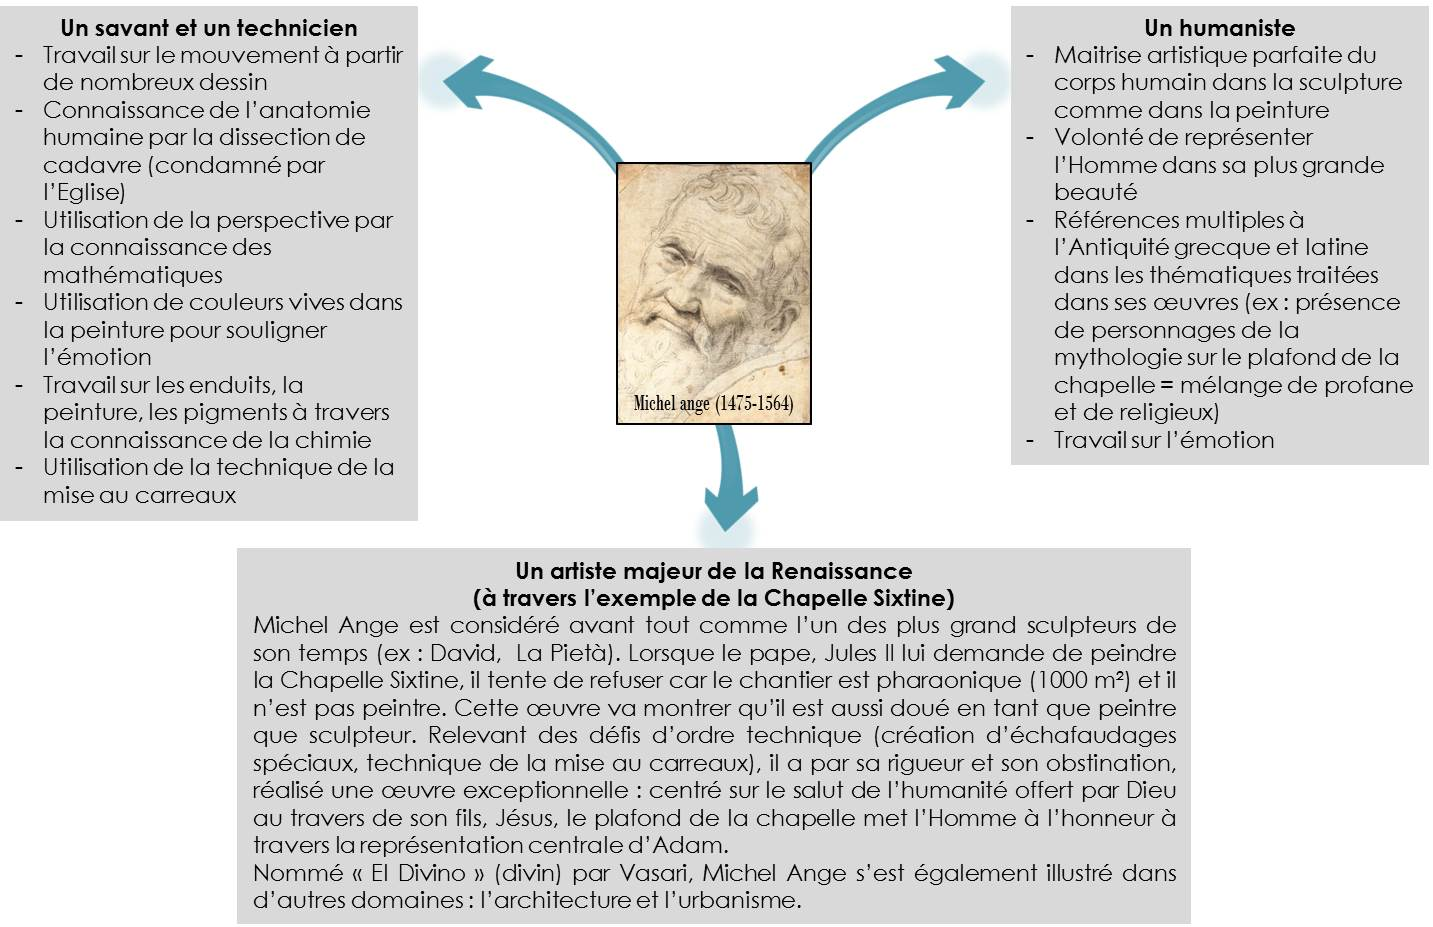 Un savant et un technicien
- Travail sur le mouvement à partir
de nombreux dessin
- Connaissance de l’anatomie
humaine par la dissection de
cadavre (condamné par
l’Eglise)
- Utilisation de la perspective par
la connaissance des
mathématiques
- Utilisation de couleurs vives dans
la peinture pour souligner
l’émotion
- Travail sur les enduits, la
peinture, les pigments à travers
la connaissance de la chimie
- Utilisation de la technique de la
mise au carreaux
Michel ange (1475-1564)
Un humaniste
- Maitrise artistique parfaite du
corps humain dans la sculpture
comme dans la peinture
- Volonté de représenter
l’Homme dans sa plus grande
beauté
- Références multiples à
l’Antiquité grecque et latine
dans les thématiques traitées
dans ses œuvres (ex : présence
de personnages de la
mythologie sur le plafond de la
chapelle = mélange de profane
et de religieux)
- Travail sur l’émotion
Un artiste majeur de la Renaissance
(à travers l’exemple de la Chapelle Sixtine)
Michel Ange est considéré avant tout comme l’un des plus grand sculpteurs de
son temps (ex : David, La Pietà). Lorsque le pape, Jules II lui demande de peindre
la Chapelle Sixtine, il tente de refuser car le chantier est pharaonique (1000 m²) et il
n’est pas peintre. Cette œuvre va montrer qu’il est aussi doué en tant que peintre
que sculpteur. Relevant des défis d’ordre technique (création d’échafaudages
spéciaux, technique de la mise au carreaux), il a par sa rigueur et son obstination,
réalisé une œuvre exceptionnelle : centré sur le salut de l’humanité offert par Dieu
au travers de son fils, Jésus, le plafond de la chapelle met l’Homme à l’honneur à
travers la représentation centrale d’Adam.
Nommé « El Divino » (divin) par Vasari, Michel Ange s’est également illustré dans
d’autres domaines : l’architecture et l’urbanisme.